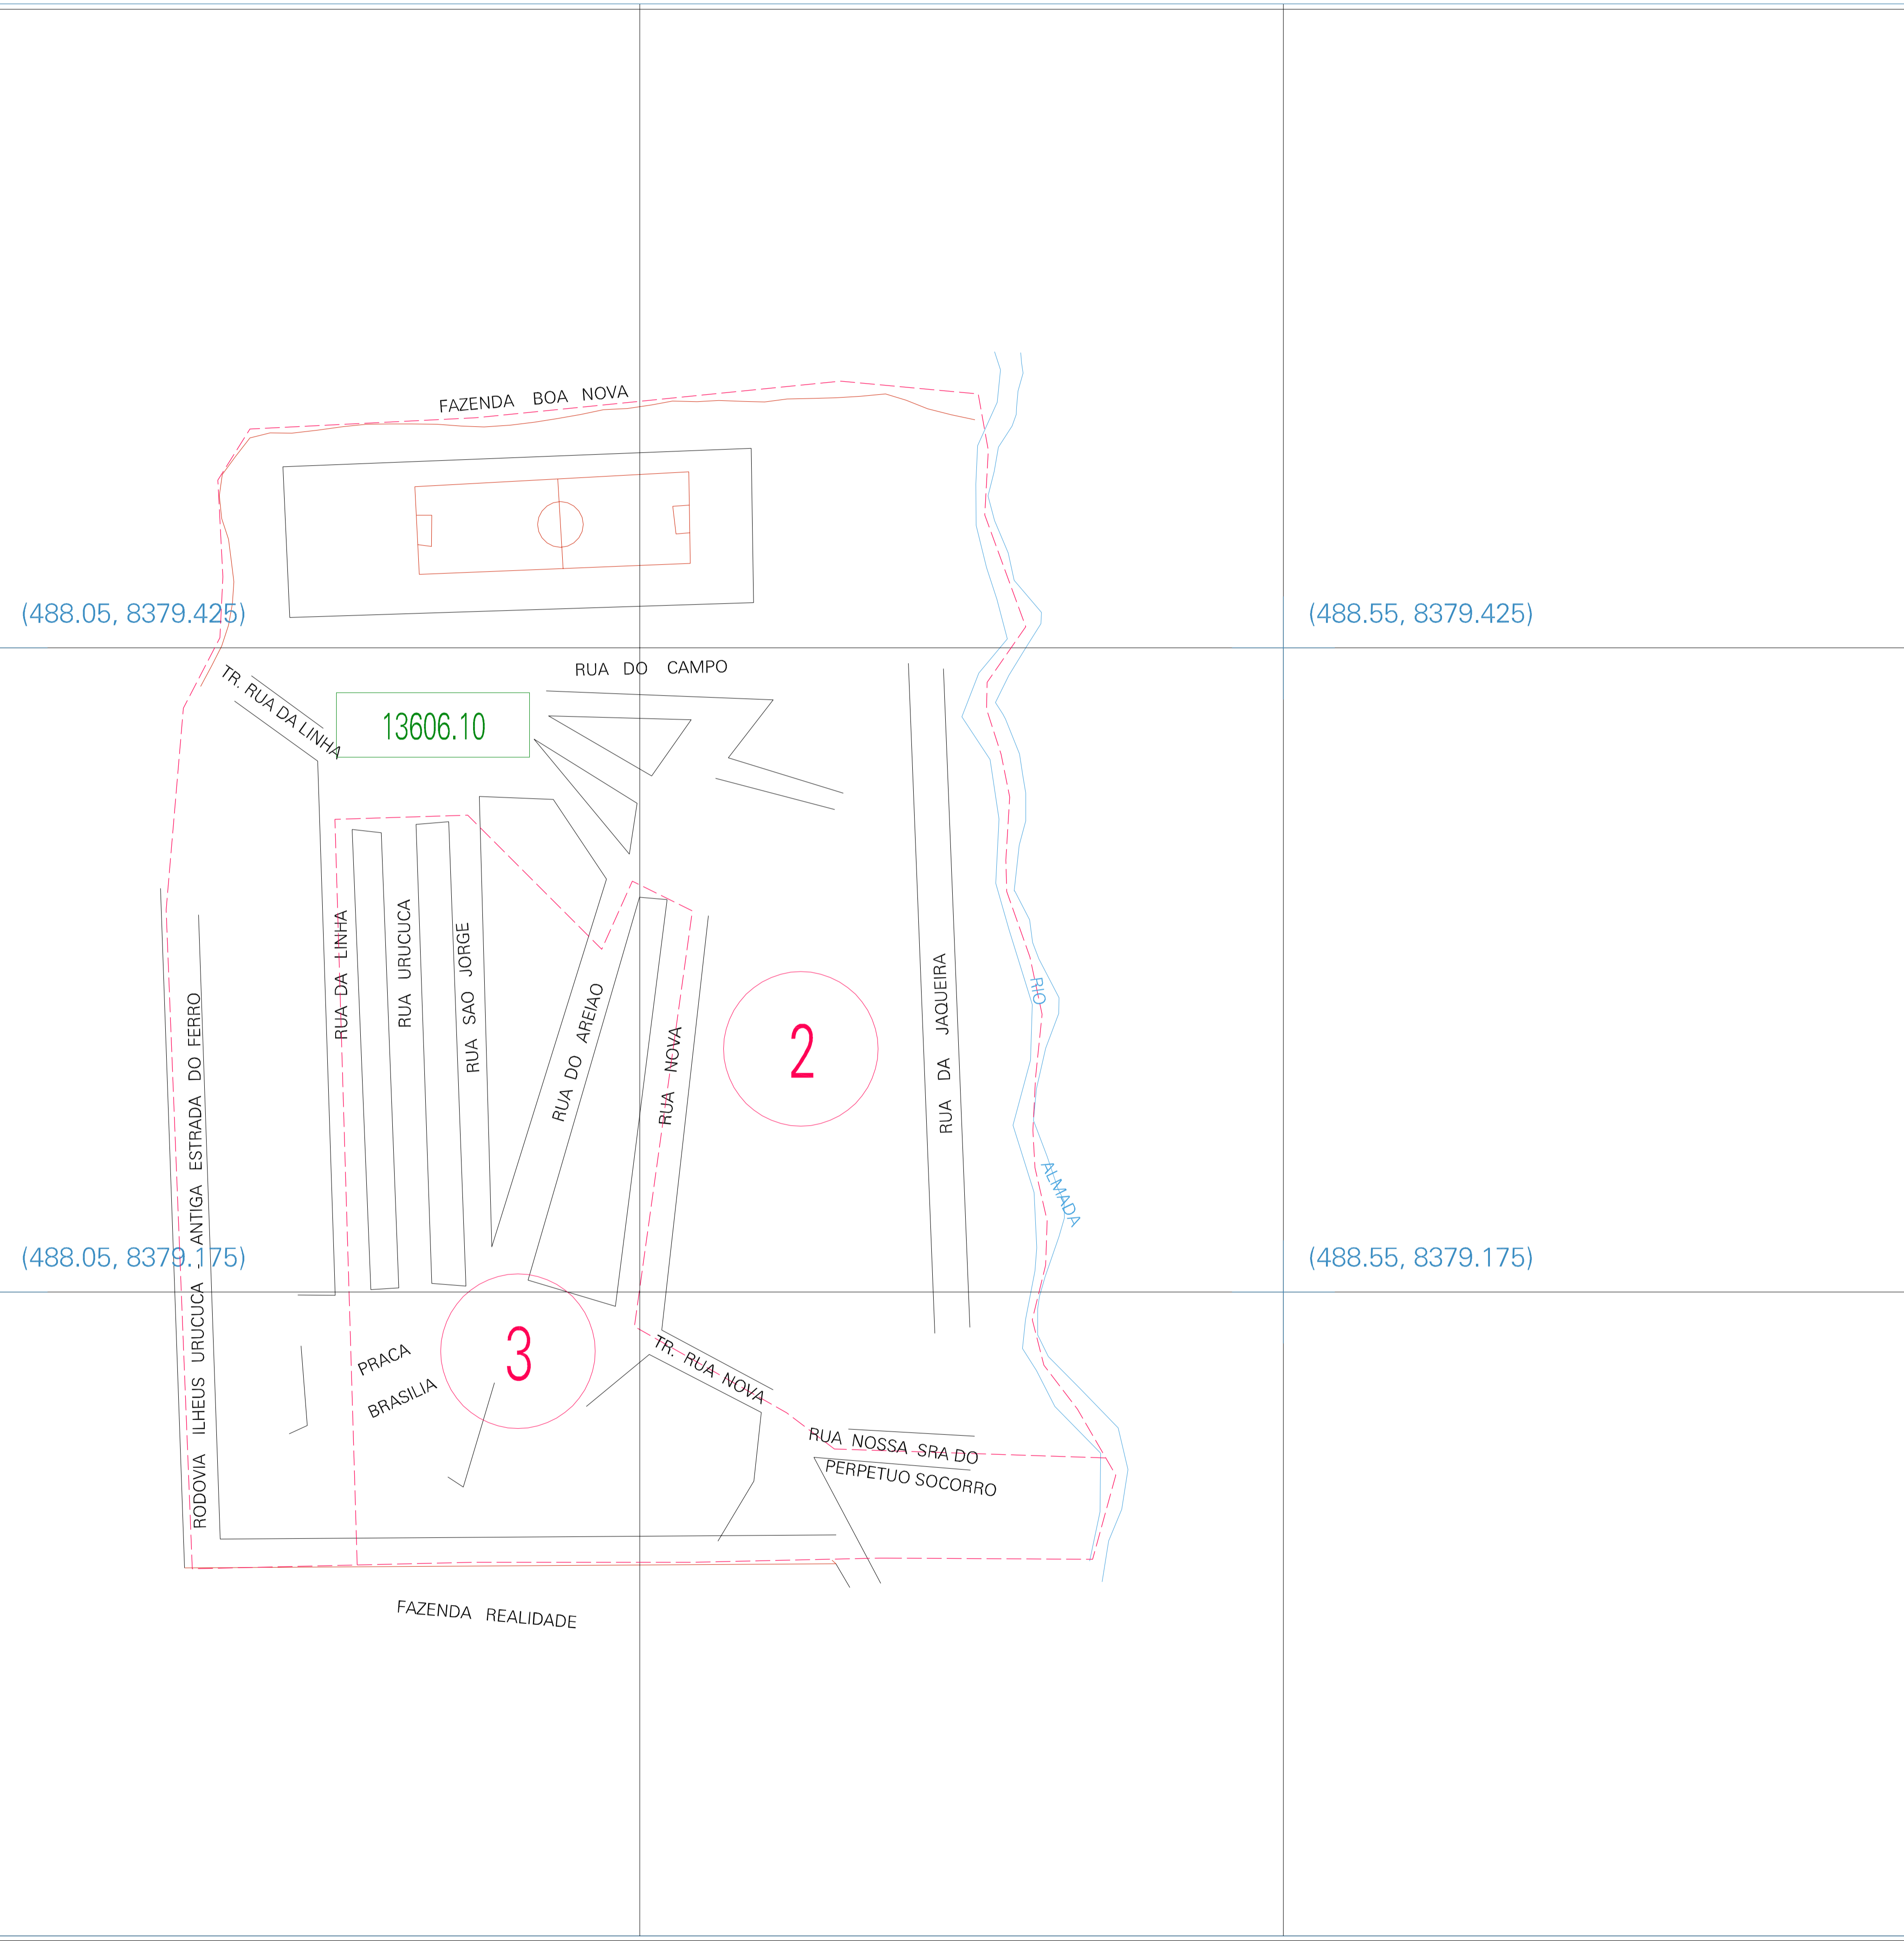 FAZENDA BOA NOVA
(488.05, 8379.425)
(488.55, 8379.425)
RUA DO CAMPO
TR. RUA DA LINHA
13606.10
RUA DA LINHA
RUA URUCUCA
RUA SAO JORGE
RUA DO AREIAO
RUA NOVA
2
RUA DA JAQUEIRA
RIO
ALMADA
RODOVIA ILHEUS URUCUCA - ANTIGA ESTRADA DO FERRO
(488.05, 8379.175)
(488.55, 8379.175)
3
PRACA
BRASILIA
TR. RUA NOVA
RUA NOSSA SRA DO
PERPETUO SOCORRO
FAZENDA REALIDADE